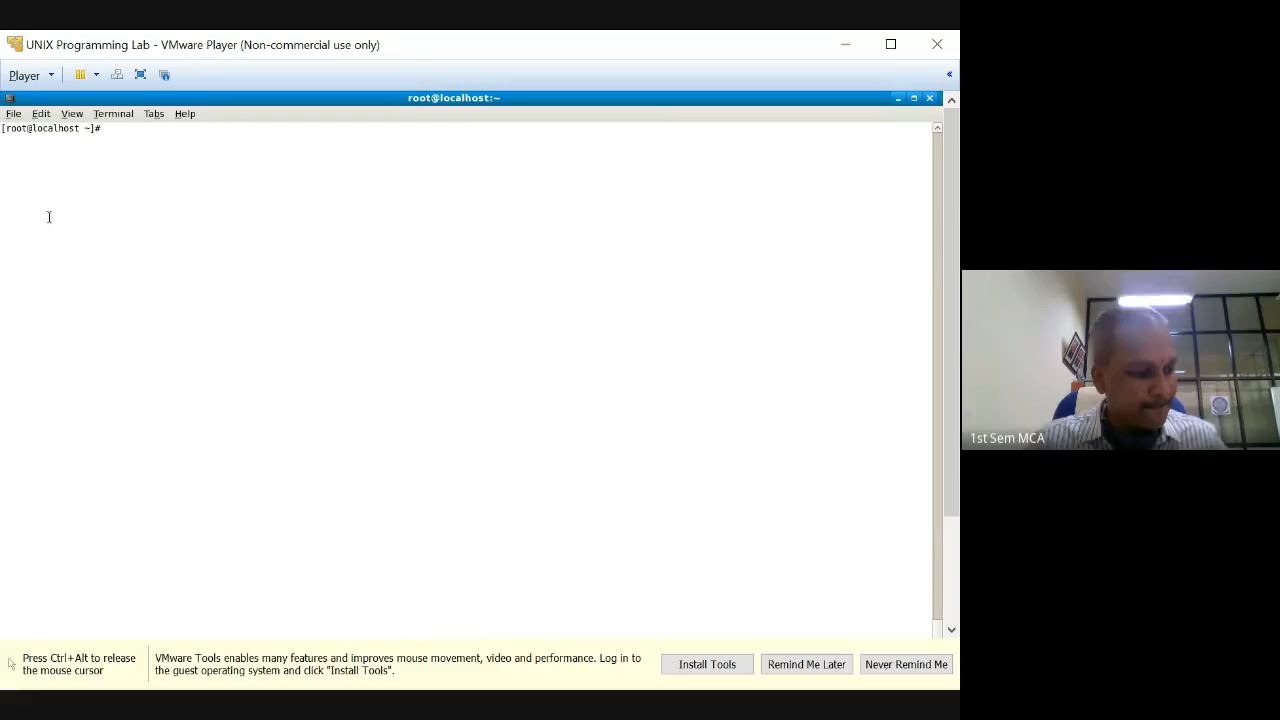 UNIX Programming Lab - VMware Player (Non-commercial use only)
Player
root@localhost:~
File Edit View Terminal Tabs Help
[root@localhost ~]#
1st Sem MCA
Press Ctrl+Alt to release
the mouse cursor
VMware Tools enables many features and improves mouse movement, video and performance. Log in to
the guest operating system and click "Install Tools".
Install Tools
Remind Me Later
Never Remind Me